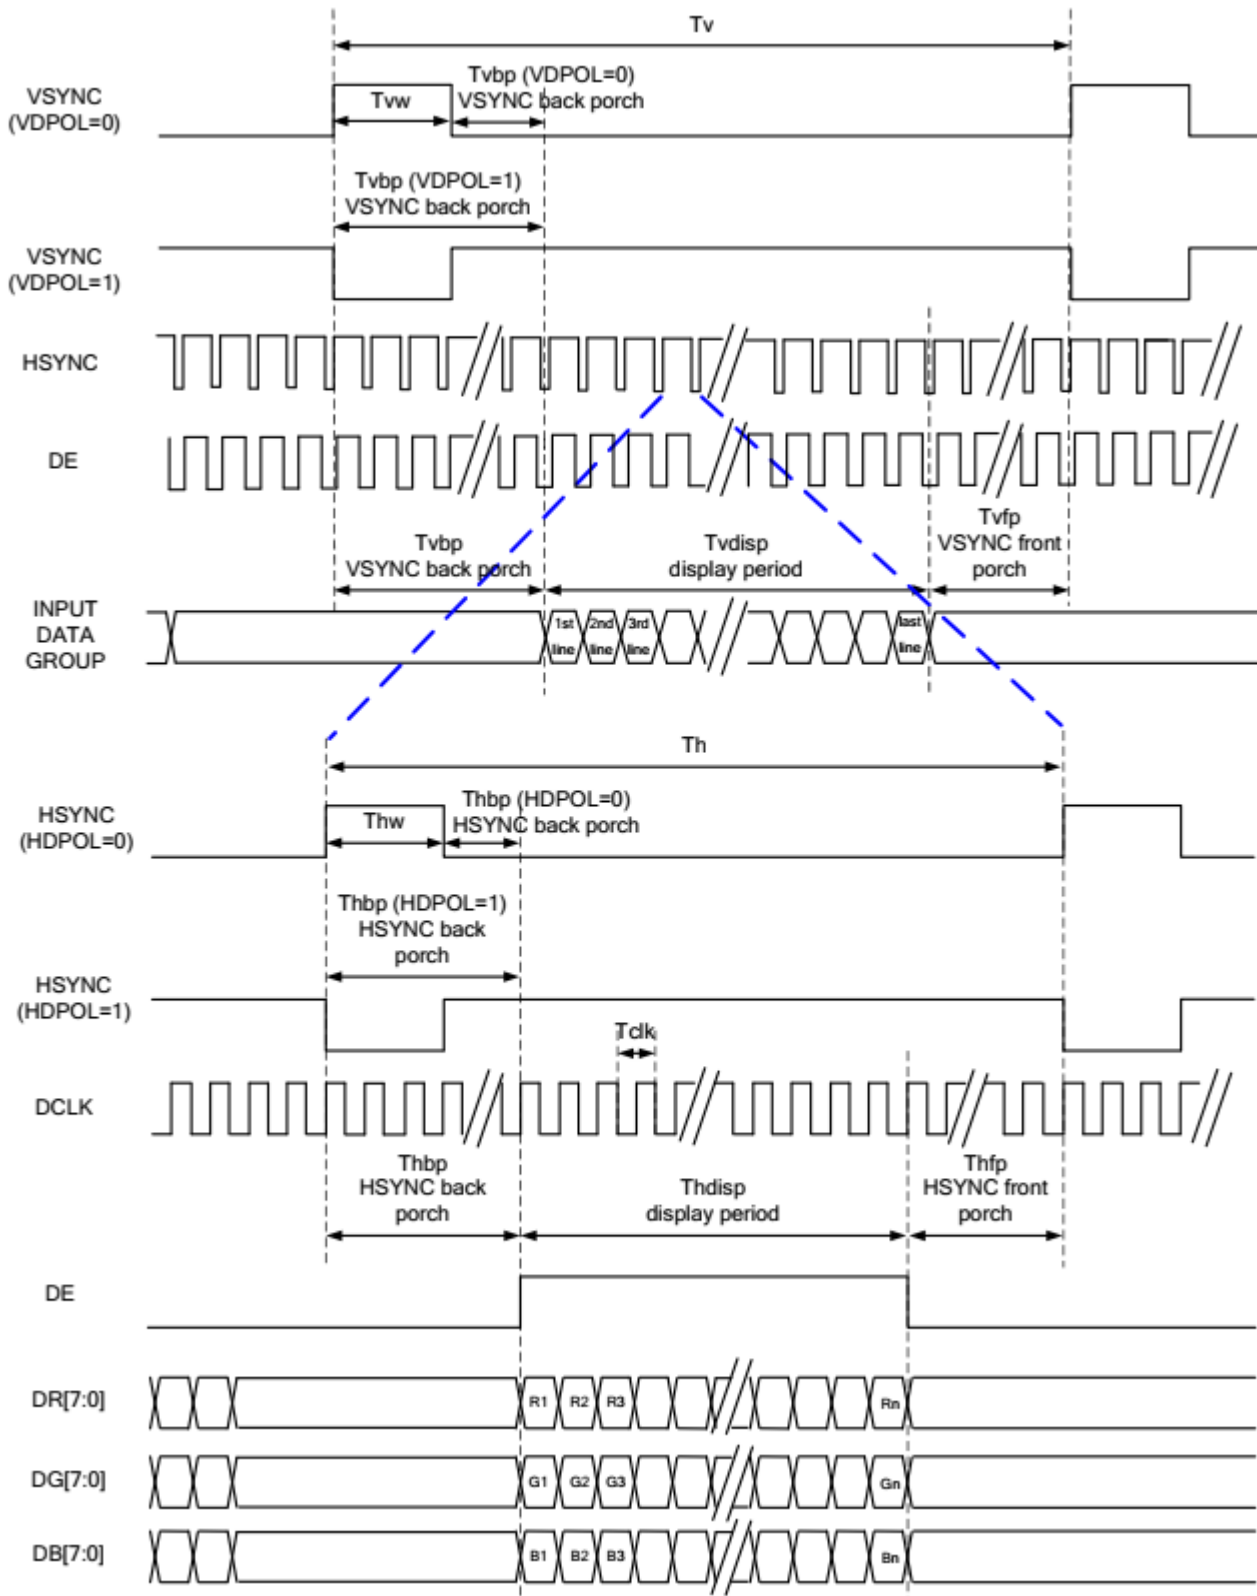 Tv
VSYNC
(VDPOL=0)
Tvw
Tvbp (VDPOL=0)
VSYNC back porch
Tvbp (VDPOL=1)
VSYNC back porch
VSYNC
(VDPOL=1)
HSYNC
DE
Tvbp
VSYNC back porch
Tvdisp
display period
Tvfp
VSYNC front
porch
INPUT
DATA
GROUP
1st
line
2nd
line
3rd
line
last
line
Th
HSYNC
(HDPOL=0)
Thw
Thbp (HDPOL=0)
HSYNC back porch
Thbp (HDPOL=1)
HSYNC back
porch
HSYNC
(HDPOL=1)
Tclk
DCLK
Thbp
HSYNC back
porch
Thdisp
display period
Thfp
HSYNC front
porch
DE
DR[7:0]
R1 R2 R3 Rn
DG[7:0]
G1 G2 G3 Gn
DB[7:0]
B1 B2 B3 Bn